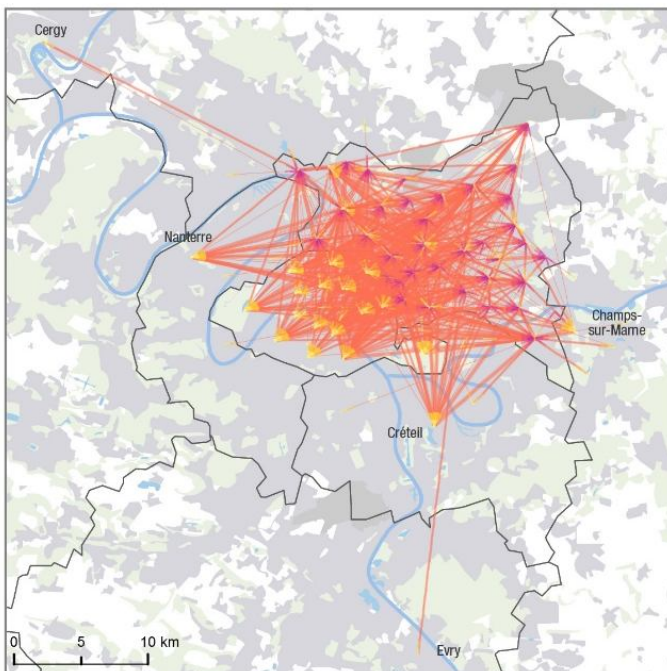 Cergy
Nanterre
Champs-
sur-Marne
Créteil
Evry
0 5 10 km